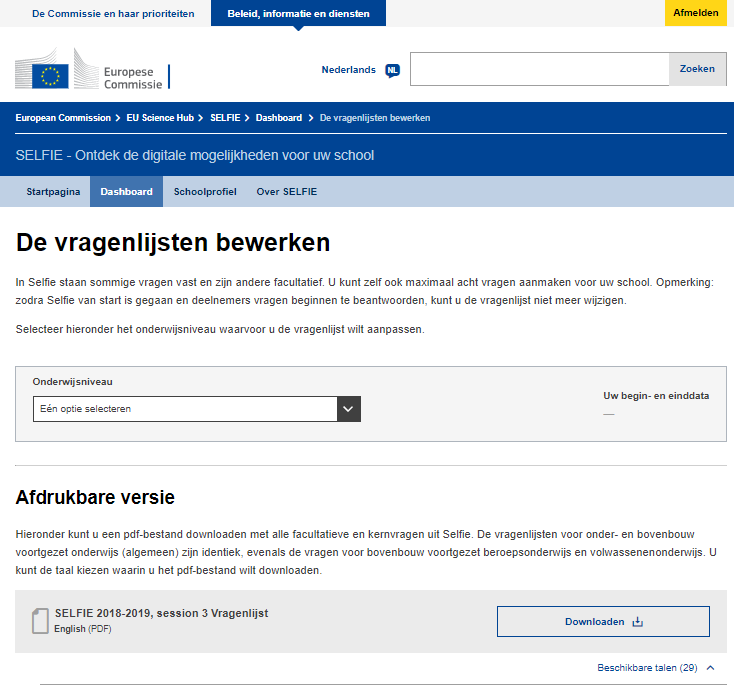 De Commissie en haar prioriteiten
Beleid, informatie en diensten
Afmelden
Europese
Commissie
Nederlands
NL
Zoeken
European Commission > EU Science Hub > SELFIE > Dashboard > De vragenlijsten bewerken
SELFIE - Ontdek de digitale mogelijkheden voor uw school
Startpagina
Dashboard
Schoolprofiel
Over SELFIE
De vragenlijsten bewerken
In Selfie staan sommige vragen vast en zijn andere facultatief. U kunt zelf ook maximaal acht vragen aanmaken voor uw school. Opmerking:
zodra Selfie van start is gegaan en deelnemers vragen beginnen te beantwoorden, kunt u de vragenlijst niet meer wijzigen.
Selecteer hieronder het onderwijsniveau waarvoor u de vragenlijst wilt aanpassen.
Onderwijsniveau
Eén optie selecteren
Uw begin- en einddata
—
Afdrukbare versie
Hieronder kunt u een pdf-bestand downloaden met alle facultatieve en kernvragen uit Selfie. De vragenlijsten voor onder- en bovenbouw
voortgezet onderwijs (algemeen) zijn identiek, evenals de vragen voor bovenbouw voortgezet beroepsonderwijs en volwassenenonderwijs. U
kunt de taal kiezen waarin u het pdf-bestand wilt downloaden.
SELFIE 2018-2019, session 3 Vragenlijst
English (PDF)
Downloaden
Beschikbare talen (29)